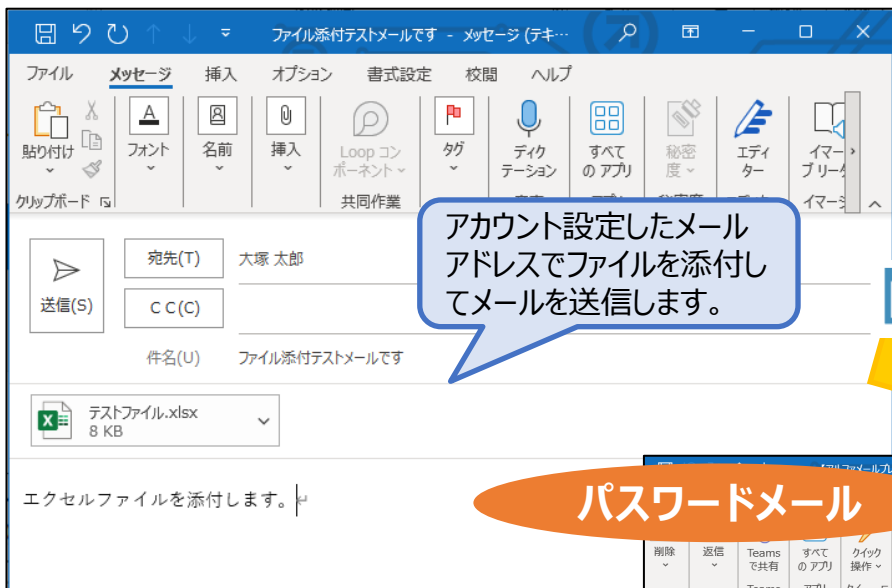 ファイル添付テストメールです - メッセージ (テキ…
ファイル メッセージ 挿入 オプション 書式設定 校閲 ヘルプ
貼り付け
フォント
名前
挿入
Loop コン
ポーネント
タグ
ディク
テーション
すべて
の アプリ
秘密
度
エディ
ター
イマー
クリップボード
共同作業
アカウント設定したメール
アドレスでファイルを添付し
てメールを送信します。
送信(S)
宛先(T) 大塚 太郎
C C(C)
件名(U) ファイル添付テストメールです
テストファイル.xlsx
8 KB
エクセルファイルを添付します。
パスワードメール
削除
返信
Teams
で共有
すべて
の アプリ
クイック
操作